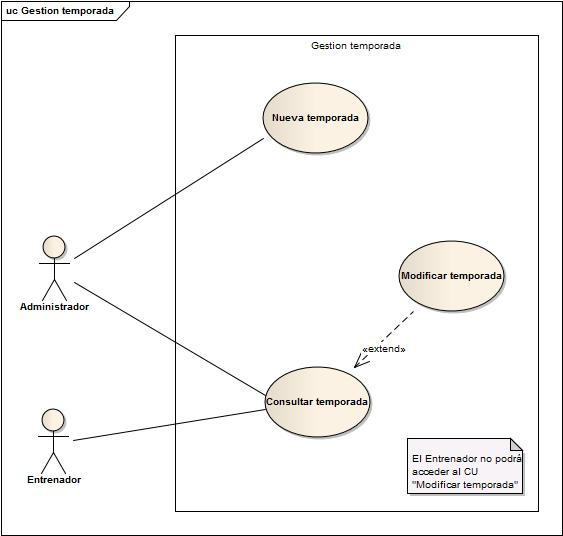 uc Gestion temporada
Gestion temporada
Nueva temporada
Modificar temporada
Administrador
«extend»
Consultar temporada
Entrenador
El Entrenador no podrá
acceder al CU
"Modificar temporada"